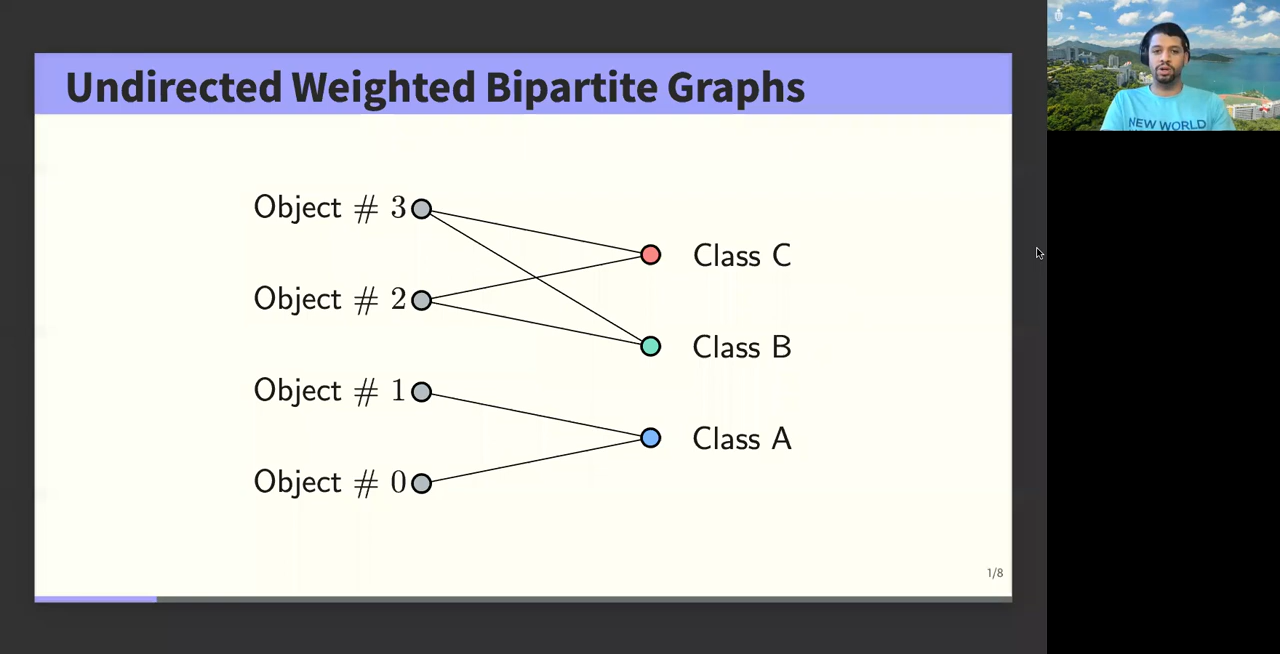 Undirected Weighted Bipartite Graphs
Object # 3
Class C
Object # 2
Class B
Object # 1
Class A
Object # 0
1/8
NEW WORLD